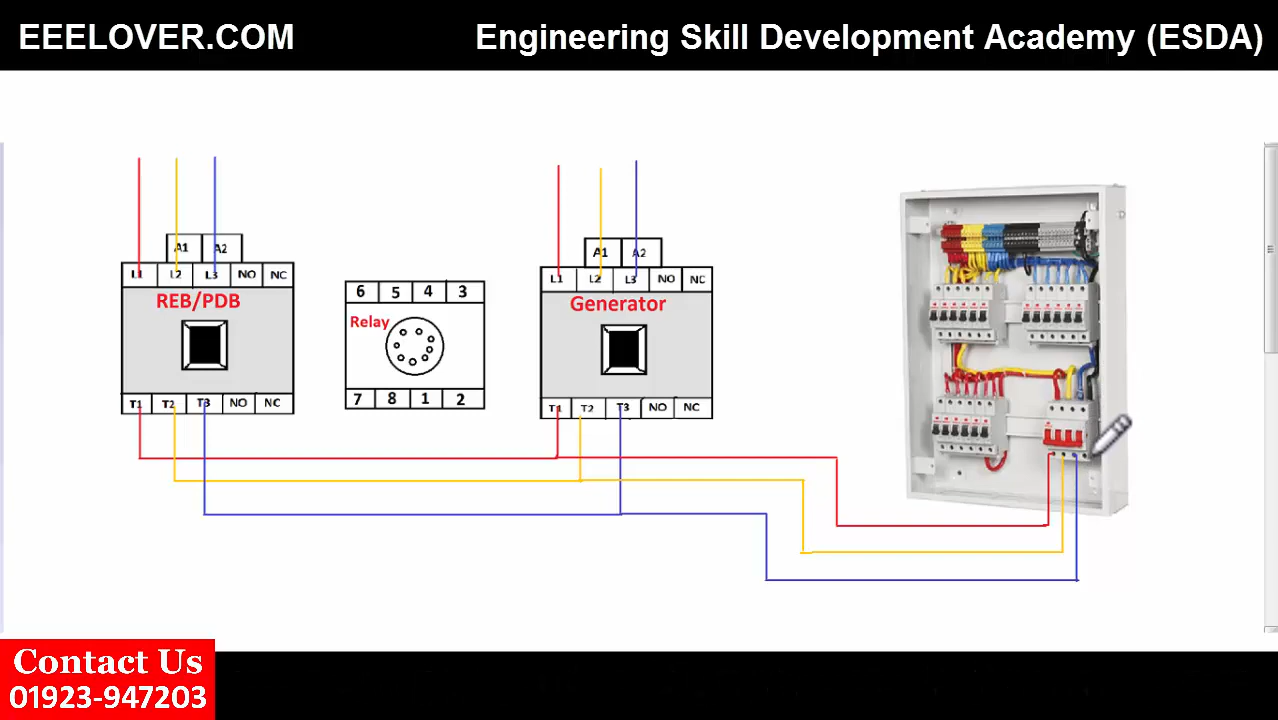 EEELOVER.COM
Engineering Skill Development Academy (ESDA)
A1 A2
L1 L2 L3 NO NC
REB/PDB
T1 T2 T3 NO NC
6 5 4 3
Relay
7 8 1 2
A1 A2
L1 L2 L3 NO NC
Generator
T1 T2 T3 NO NC
Contact Us
01923-947203